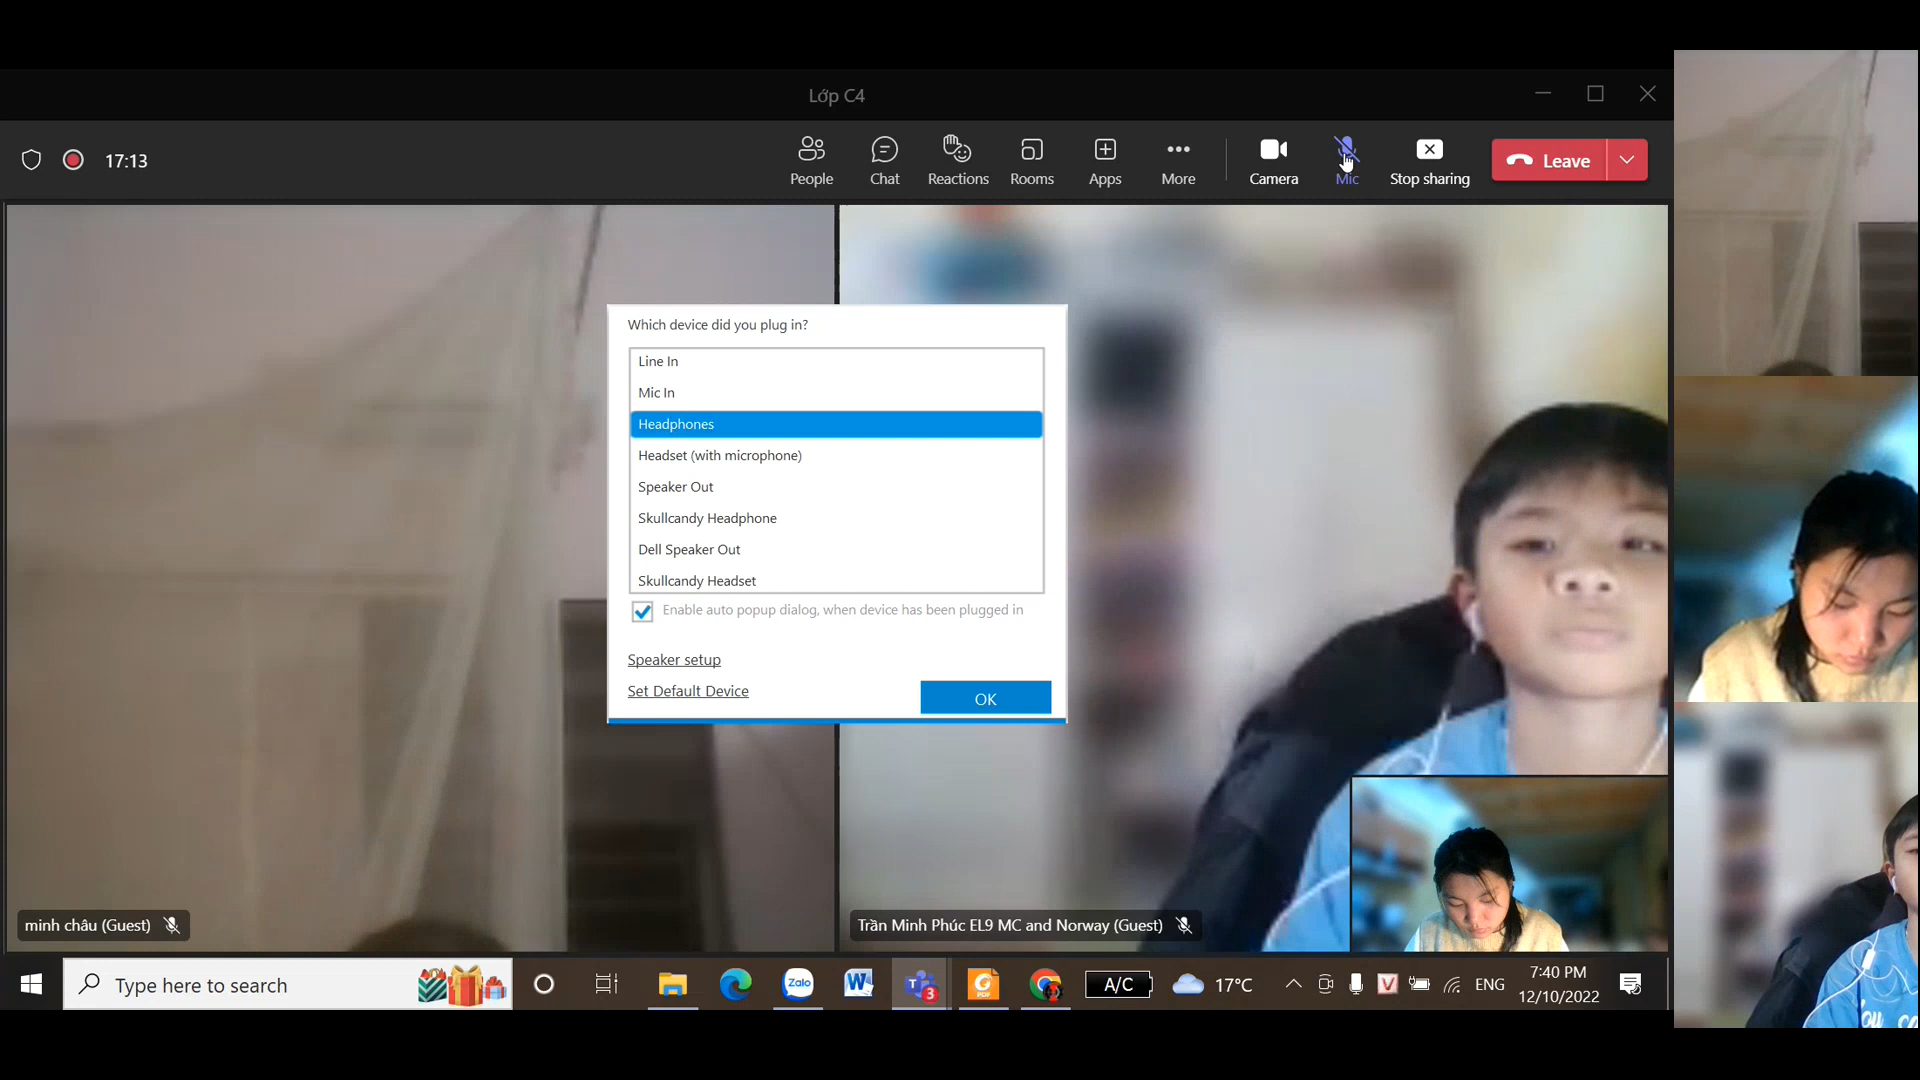 Lớp C4
17:13
People
Chat
Reactions
Rooms
Apps
More
Camera
Mic
Stop sharing
Leave
Which device did you plug in?
Line In
Mic In
Headphones
Headset (with microphone)
Speaker Out
Skullcandy Headphone
Dell Speaker Out
Skullcandy Headset
Enable auto popup dialog, when device has been plugged in
Speaker setup
Set Default Device
OK
minh châu (Guest)
Trần Minh Phúc EL9 MC and Norway (Guest)
Type here to search
Zalo
W
3
PDF
A/C
17°C
V
ENG
7:40 PM
12/10/2022